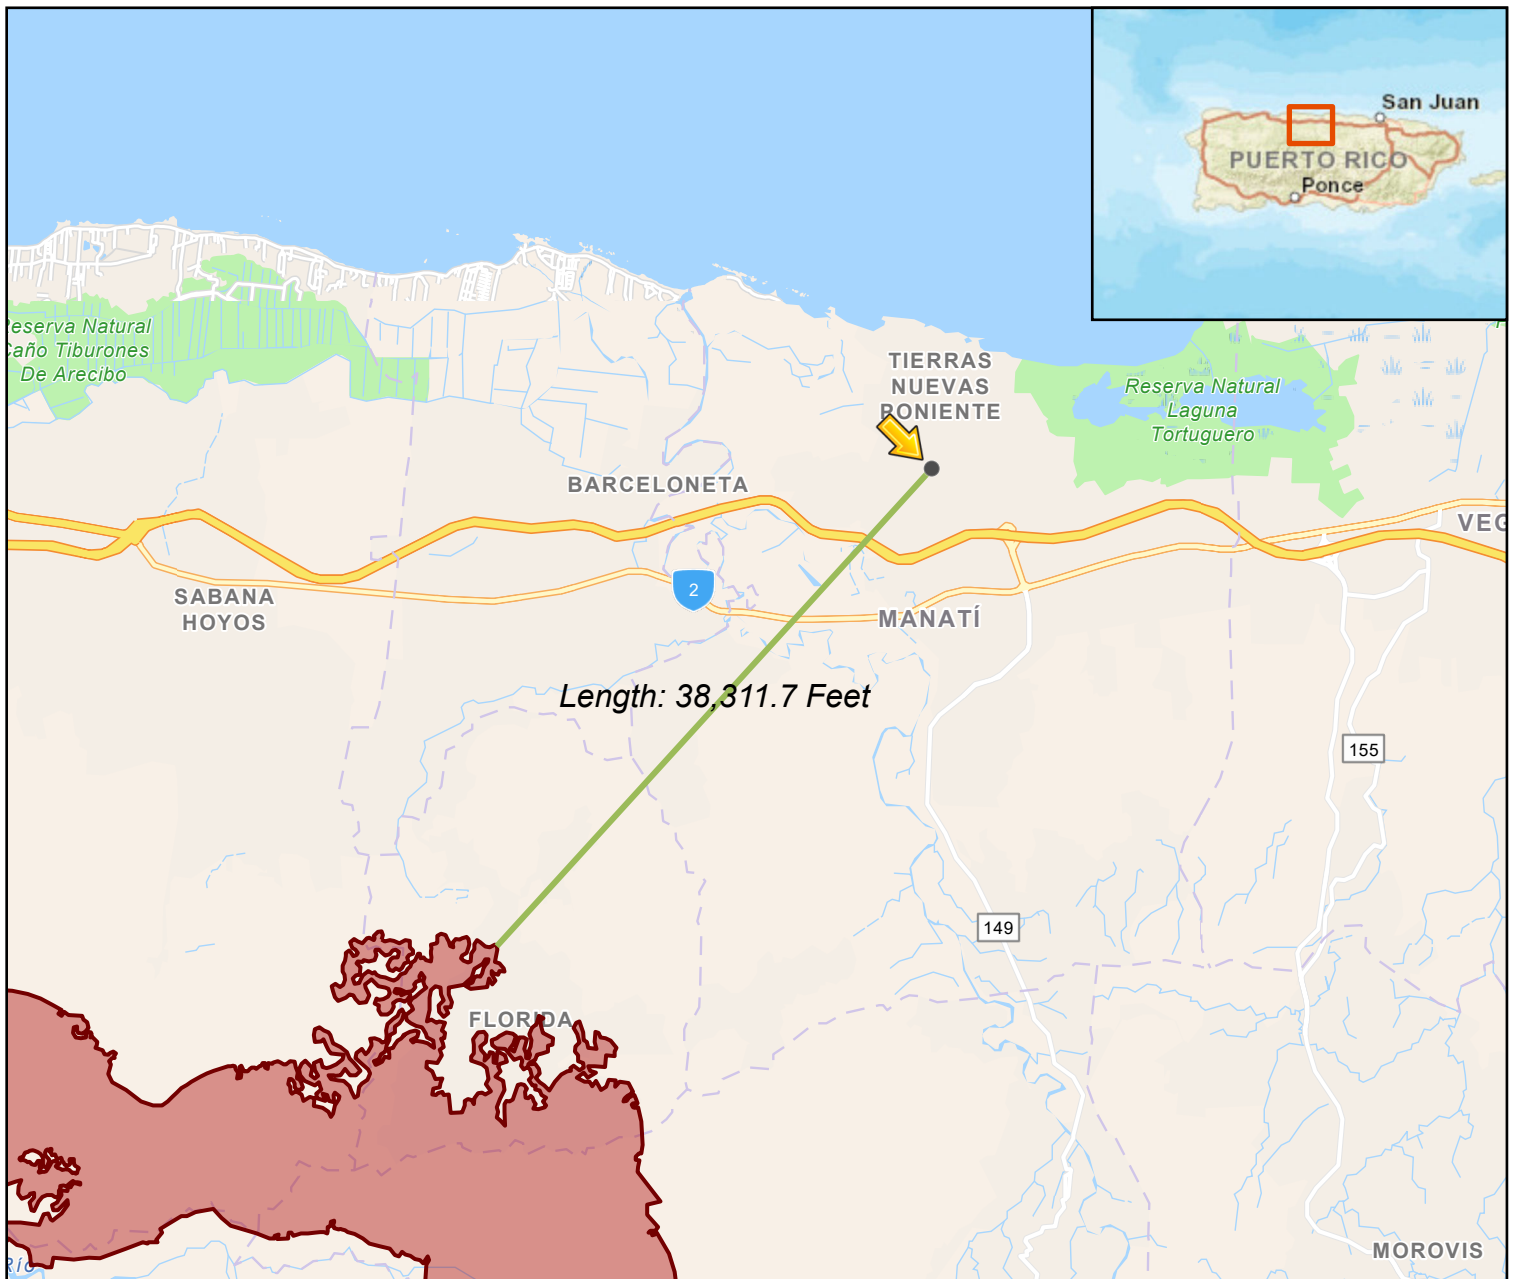 San Juan
PUERTO RICO
Ponce
Reserva Natural
Caño Tiburones
De Arecibo
TIERRAS
NUEVAS
PONIENTE
Reserva Natural
Laguna
Tortuguero
BARCELONETA
VEG
2
SABANA
HOYOS
MANATÍ
Length: 38,311.7 Feet
155
149
FLORIDA
MOROVIS
Río